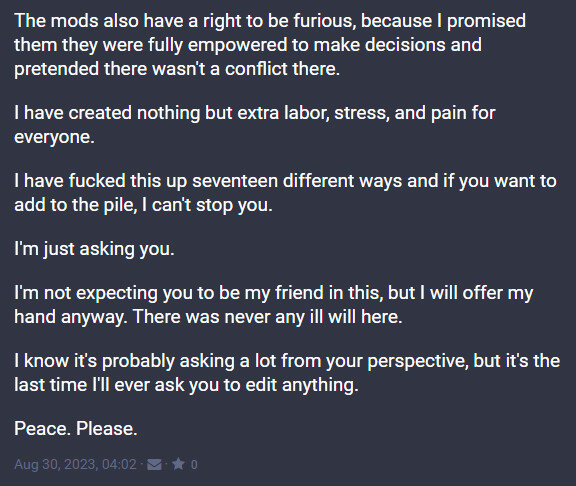 The mods also have a right to be furious, because I promised
them they were fully empowered to make decisions and
pretended there wasn't a conflict there.
I have created nothing but extra labor, stress, and pain for
everyone.
I have fucked this up seventeen different ways and if you want to
add to the pile, I can't stop you.
I'm just asking you.
I'm not expecting you to be my friend in this, but I will offer my
hand anyway. There was never any ill will here.
I know it's probably asking a lot from your perspective, but it's the
last time I'll ever ask you to edit anything.
Peace. Please.
Aug 30, 2023, 04:02 · · 0